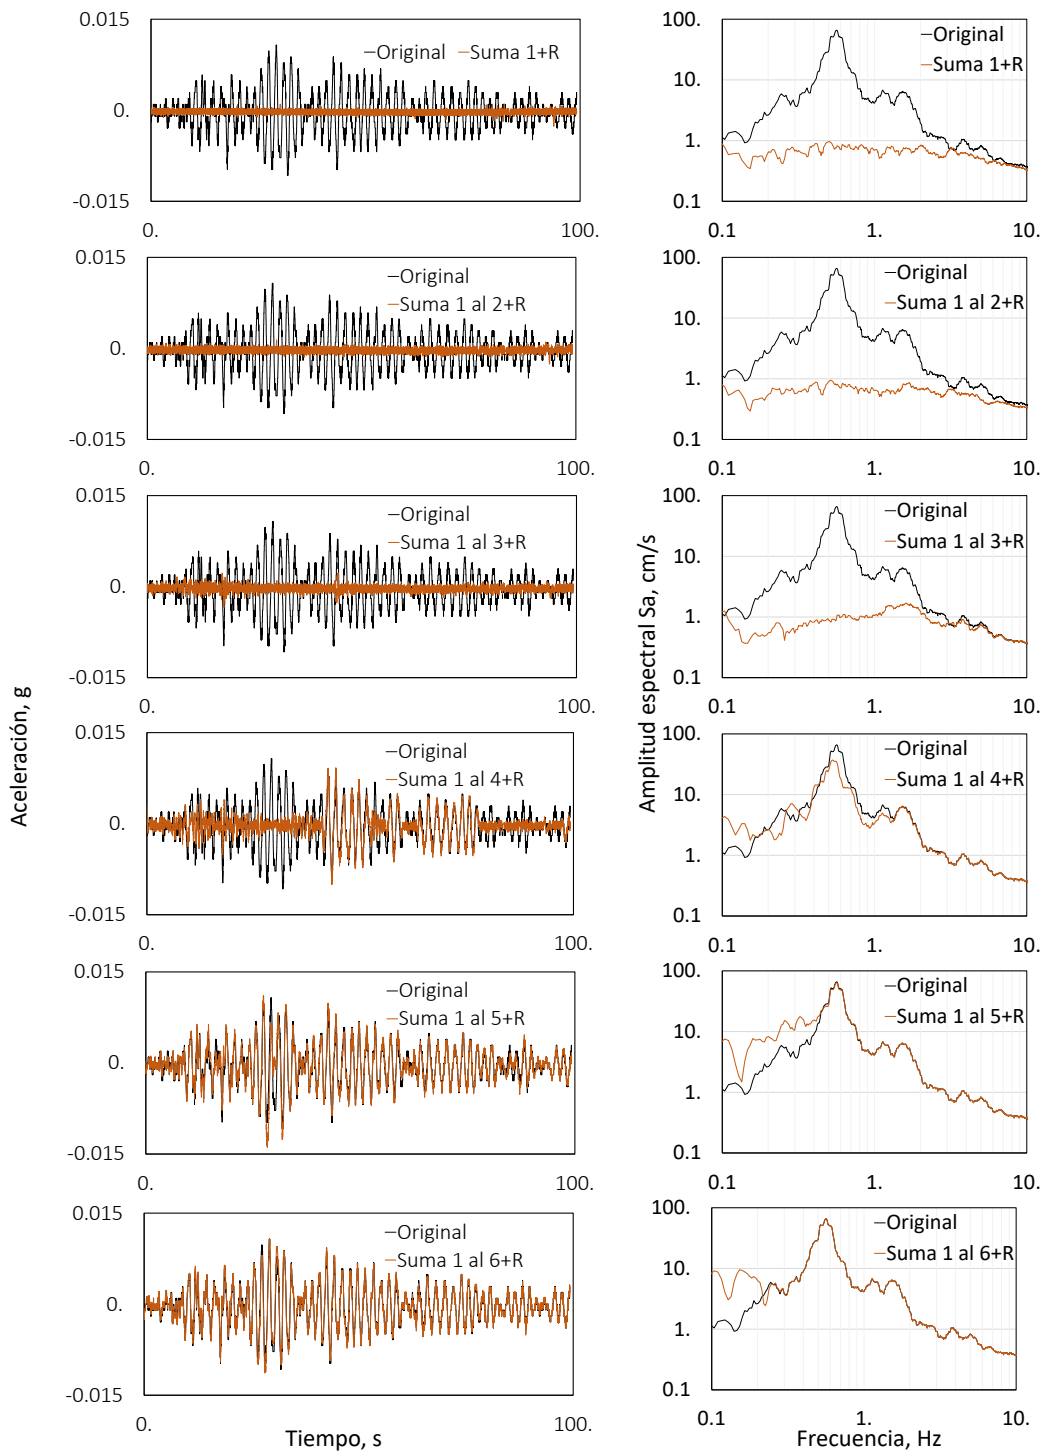 0.015
0.
-0.015
0.
100.
Original
Suma 1+R
100.
10.
1.
0.1
0.1
1.
10.
Original
Suma 1+R
0.015
0.
-0.015
0.
100.
Original
Suma 1 al 2+R
100.
10.
1.
0.1
0.1
1.
10.
Original
Suma 1 al 2+R
0.015
0.
-0.015
0.
100.
Original
Suma 1 al 3+R
100.
10.
1.
0.1
0.1
1.
10.
Original
Suma 1 al 3+R
Aceleración, g
Amplitud espectral Sa, cm/s
0.015
0.
-0.015
0.
100.
Original
Suma 1 al 4+R
100.
10.
1.
0.1
0.1
1.
10.
Original
Suma 1 al 4+R
0.015
0.
-0.015
0.
100.
Original
Suma 1 al 5+R
100.
10.
1.
0.1
0.1
1.
10.
Original
Suma 1 al 5+R
0.015
0.
-0.015
0.
100.
Original
Suma 1 al 6+R
100.
10.
1.
0.1
0.1
1.
10.
Original
Suma 1 al 6+R
Tiempo, s
Frecuencia, Hz